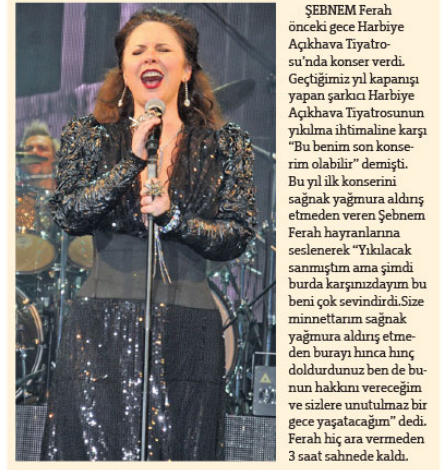 ŞEBNEM Ferah
önceki gece Harbiye
Açıkhava Tiyatro-
su'nda konser verdi.
Geçtiğimiz yıl kapanışı
yapan şarkıcı Harbiye
Açıkhava Tiyatrosunun
yıkılma ihtimaline karşı
“Bu benim son konse-
rim olabilir” demişti.
Bu yıl ilk konserini
sağnak yağmura aldırış
etmeden veren Şebnem
Ferah hayranlarına
seslenerek “Yıkılacak
sanmıştım ama şimdi
burda karşınızdayım bu
beni çok sevindirdi.Size
minnettarım sağnak
yağmura aldırış etme-
den burayı hınca hınç
doldurdunuz ben de bu-
nun hakkını vereceğim
ve sizlere unutulmaz bir
gece yaşatacağım” dedi.
Ferah hiç ara vermeden
3 saat sahnede kaldı.